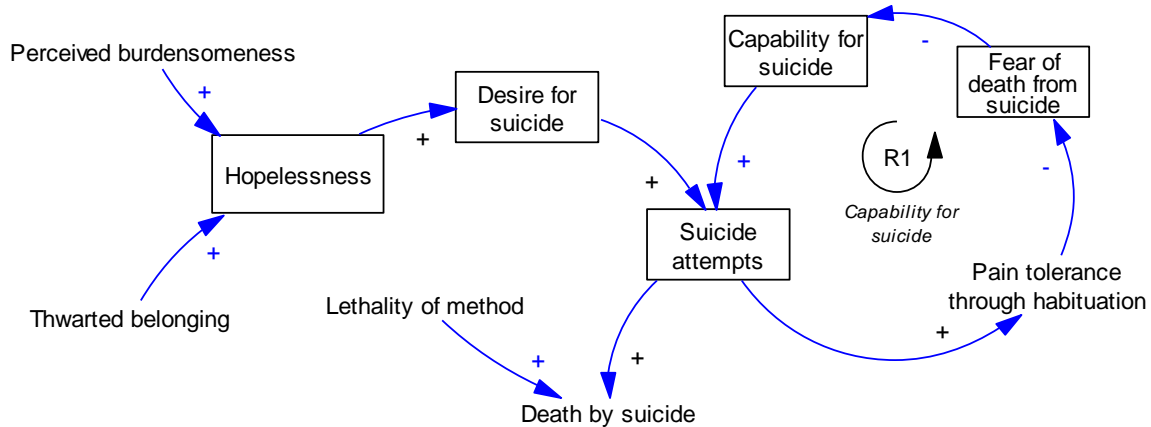 Perceived burdensomeness
+
Hopelessness
+
Thwarted belonging
+
Desire for
suicide
+
Capability for
suicide
-
Fear of
death from
suicide
+
R1
Capability for
suicide
-
Suicide
attempts
Pain tolerance
through habituation
+
Lethality of method
+
+
Death by suicide